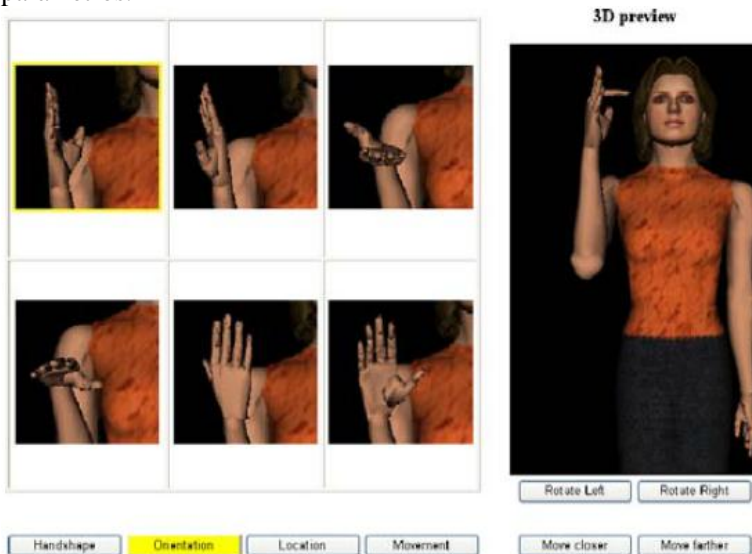 3D preview
Rotate Left
Rotate Right
Handshape
Orientation
Location
Movement
Move closer
Move farther